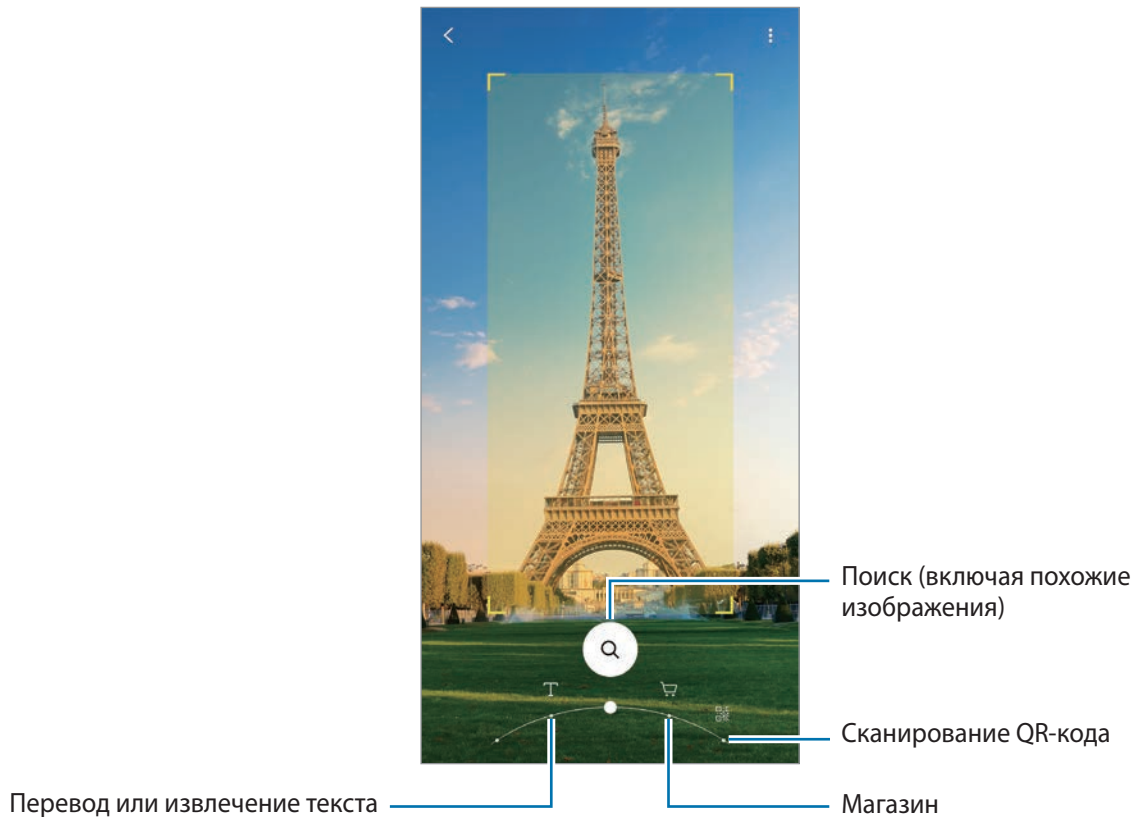 Поиск (включая похожие
изображения)
Сканирование QR-кода
Перевод или извлечение текста
Магазин